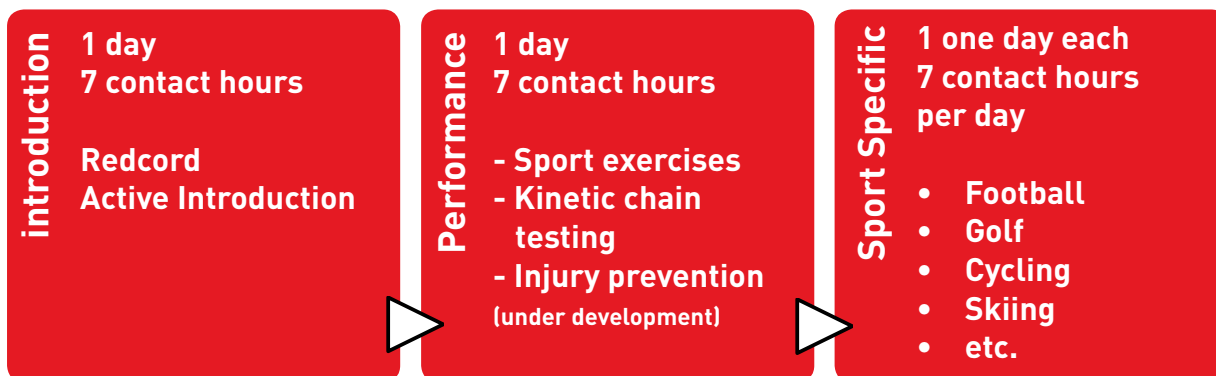 introduction
1 day
7 contact hours
Redcord
Active Introduction
Performance
1 day
7 contact hours
- Sport exercises
- Kinetic chain
testing
- Injury prevention
(under development)
Sport Specific
1 one day each
7 contact hours
per day
• Football
• Golf
• Cycling
• Skiing
• etc.